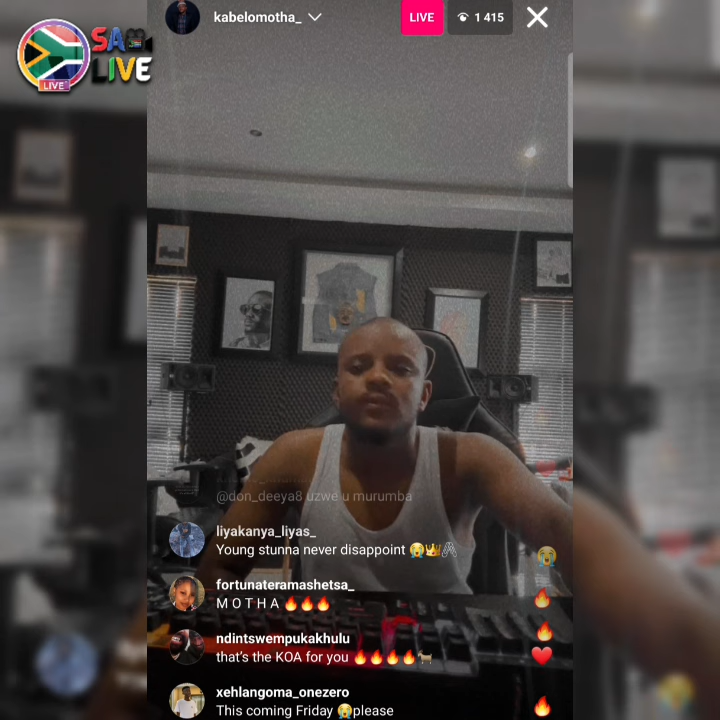 SA
LIVE
LIVE
kabelomotha_
LIVE
1 415
@don_deeya8 uzwe u murumba
liyakanya_liyas_
Young stunna never disappoint 😭👑🖇️
fortunateramashetsa_
M O T H A 🔥🔥🔥
ndintswempukakhulu
that's the KOA for you 🔥🔥🔥🔥🐐
xehlangoma_onezero
This coming Friday 😭please